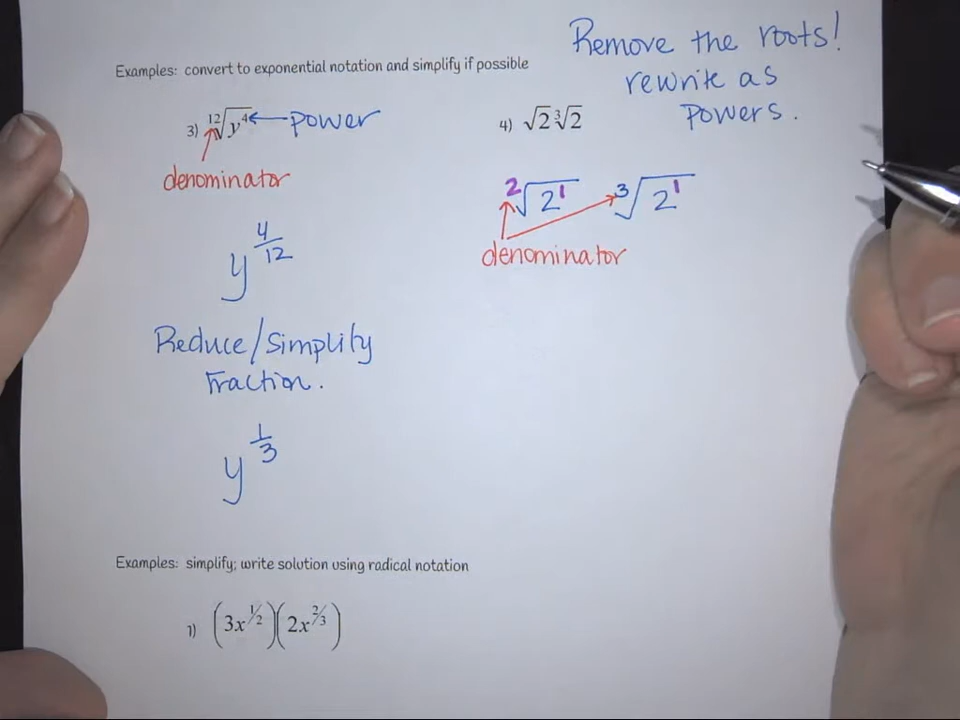 Remove the roots!
rewrite as
powers.
Examples: convert to exponential notation and simplify if possible
3) ¹²√y⁴ ← power
denominator
y^(4/12)
Reduce/Simplify
Fraction.
y^(1/3)
4) √2 ³√2
²√2¹ ³√2¹
denominator
Examples: simplify; write solution using radical notation
1) (3x^(1/2))(2x^(2/3))